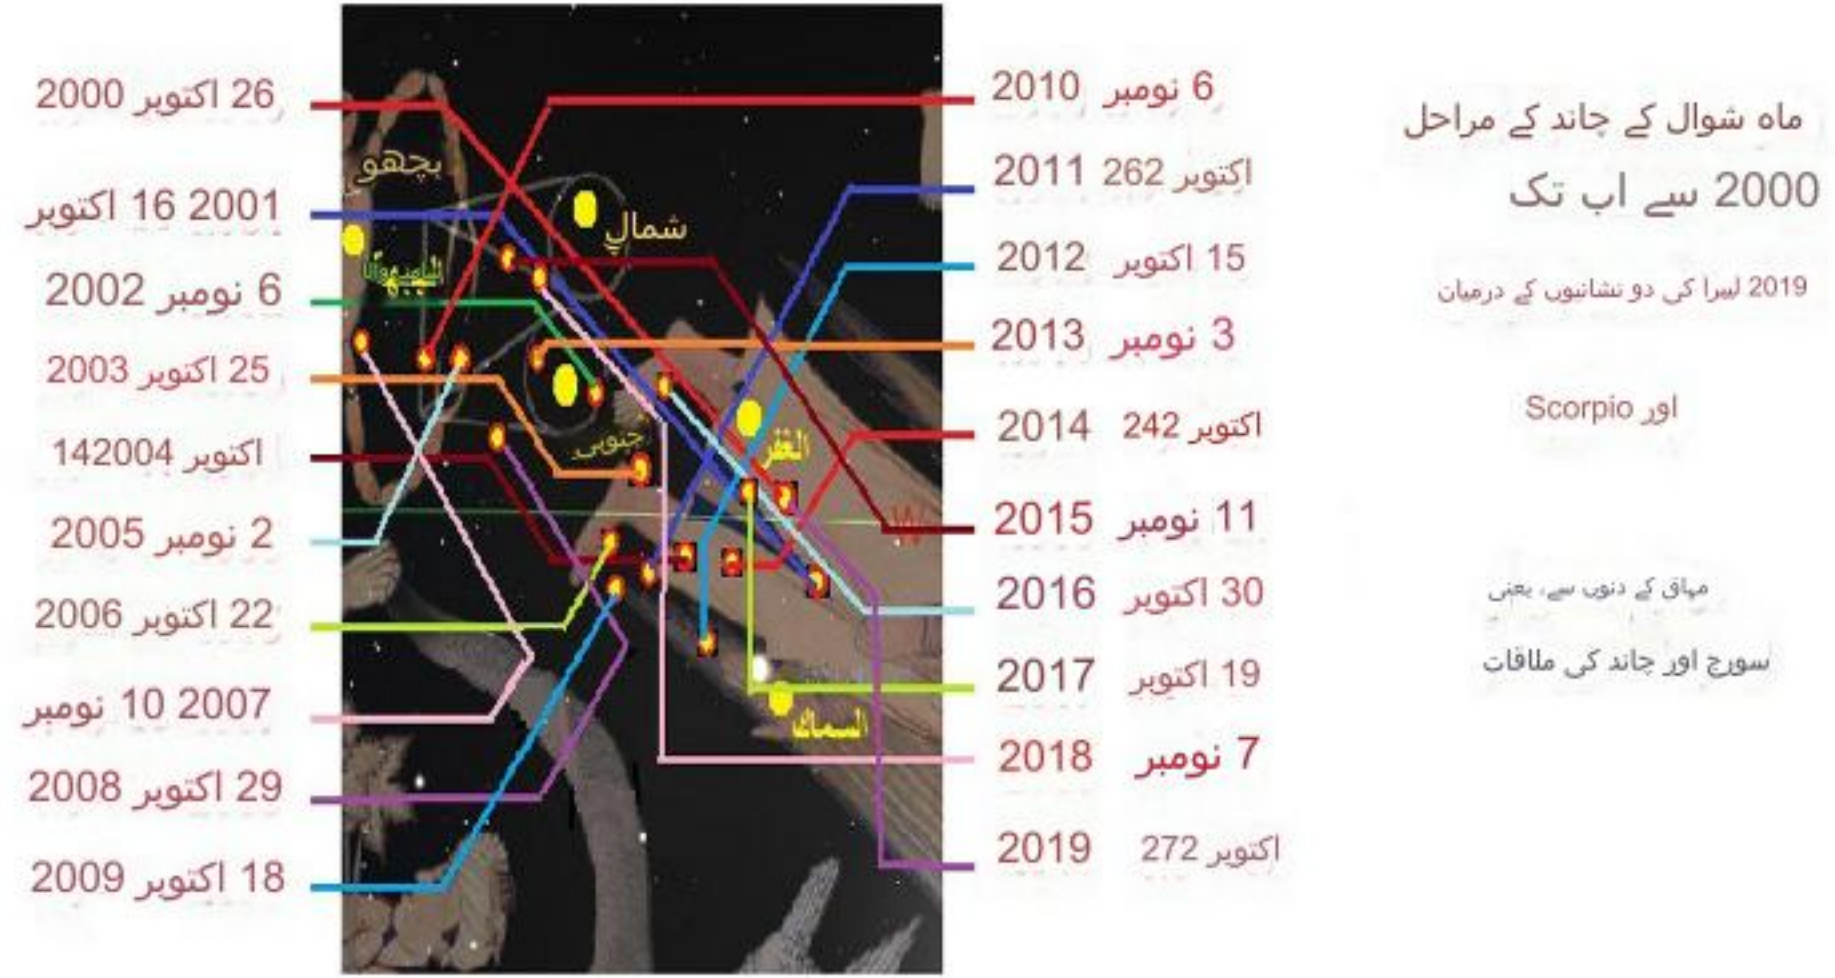 ماہ شوال کے چاند کے مراحل
2000 سے اب تک
2019 لیبرا کی دو نشانیوں کے درمیان
اور Scorpio
مہاق کے دنوں سے، یعنی
سورج اور چاند کی ملاقات
2010 6 نومبر
2011 اکتوبر 262
2012 15 اکتوبر
2013 3 نومبر
2014 اکتوبر 242
2015 11 نومبر
2016 30 اکتوبر
2017 19 اکتوبر
2018 7 نومبر
2019 اکتوبر 272
بچھو
شمالی
جنوبی
الغفر
السماك
26 اکتوبر 2000
2001 16 اکتوبر
6 نومبر 2002
25 اکتوبر 2003
اکتوبر 142004
2 نومبر 2005
22 اکتوبر 2006
2007 10 نومبر
29 اکتوبر 2008
18 اکتوبر 2009